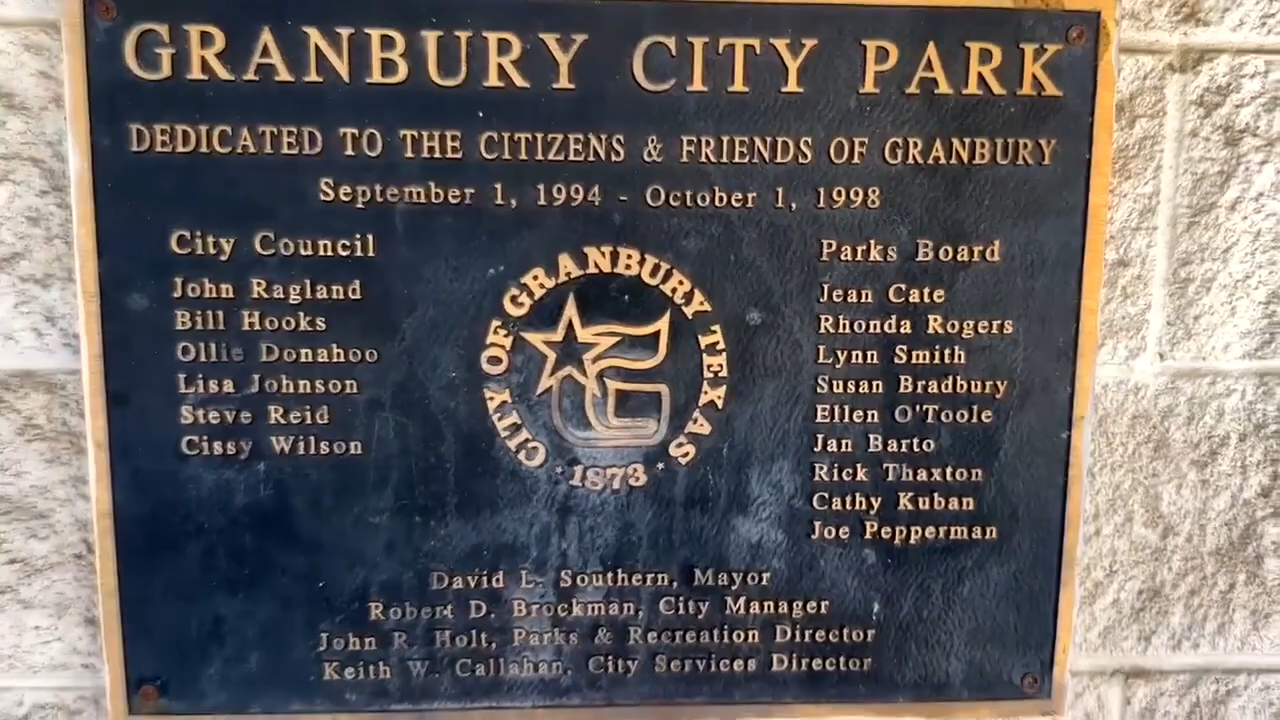 GRANBURY CITY PARK
DEDICATED TO THE CITIZENS & FRIENDS OF GRANBURY
September 1, 1994 - October 1, 1998
City Council
John Ragland
Bill Hooks
Ollie Donahoo
Lisa Johnson
Steve Reid
Cissy Wilson
CITY OF GRANBURY TEXAS
1873
Parks Board
Jean Cate
Rhonda Rogers
Lynn Smith
Susan Bradbury
Ellen O'Toole
Jan Barto
Rick Thaxton
Cathy Kuban
Joe Pepperman
David L. Southern, Mayor
Robert D. Brockman, City Manager
John R. Holt, Parks & Recreation Director
Keith W. Callahan, City Services Director